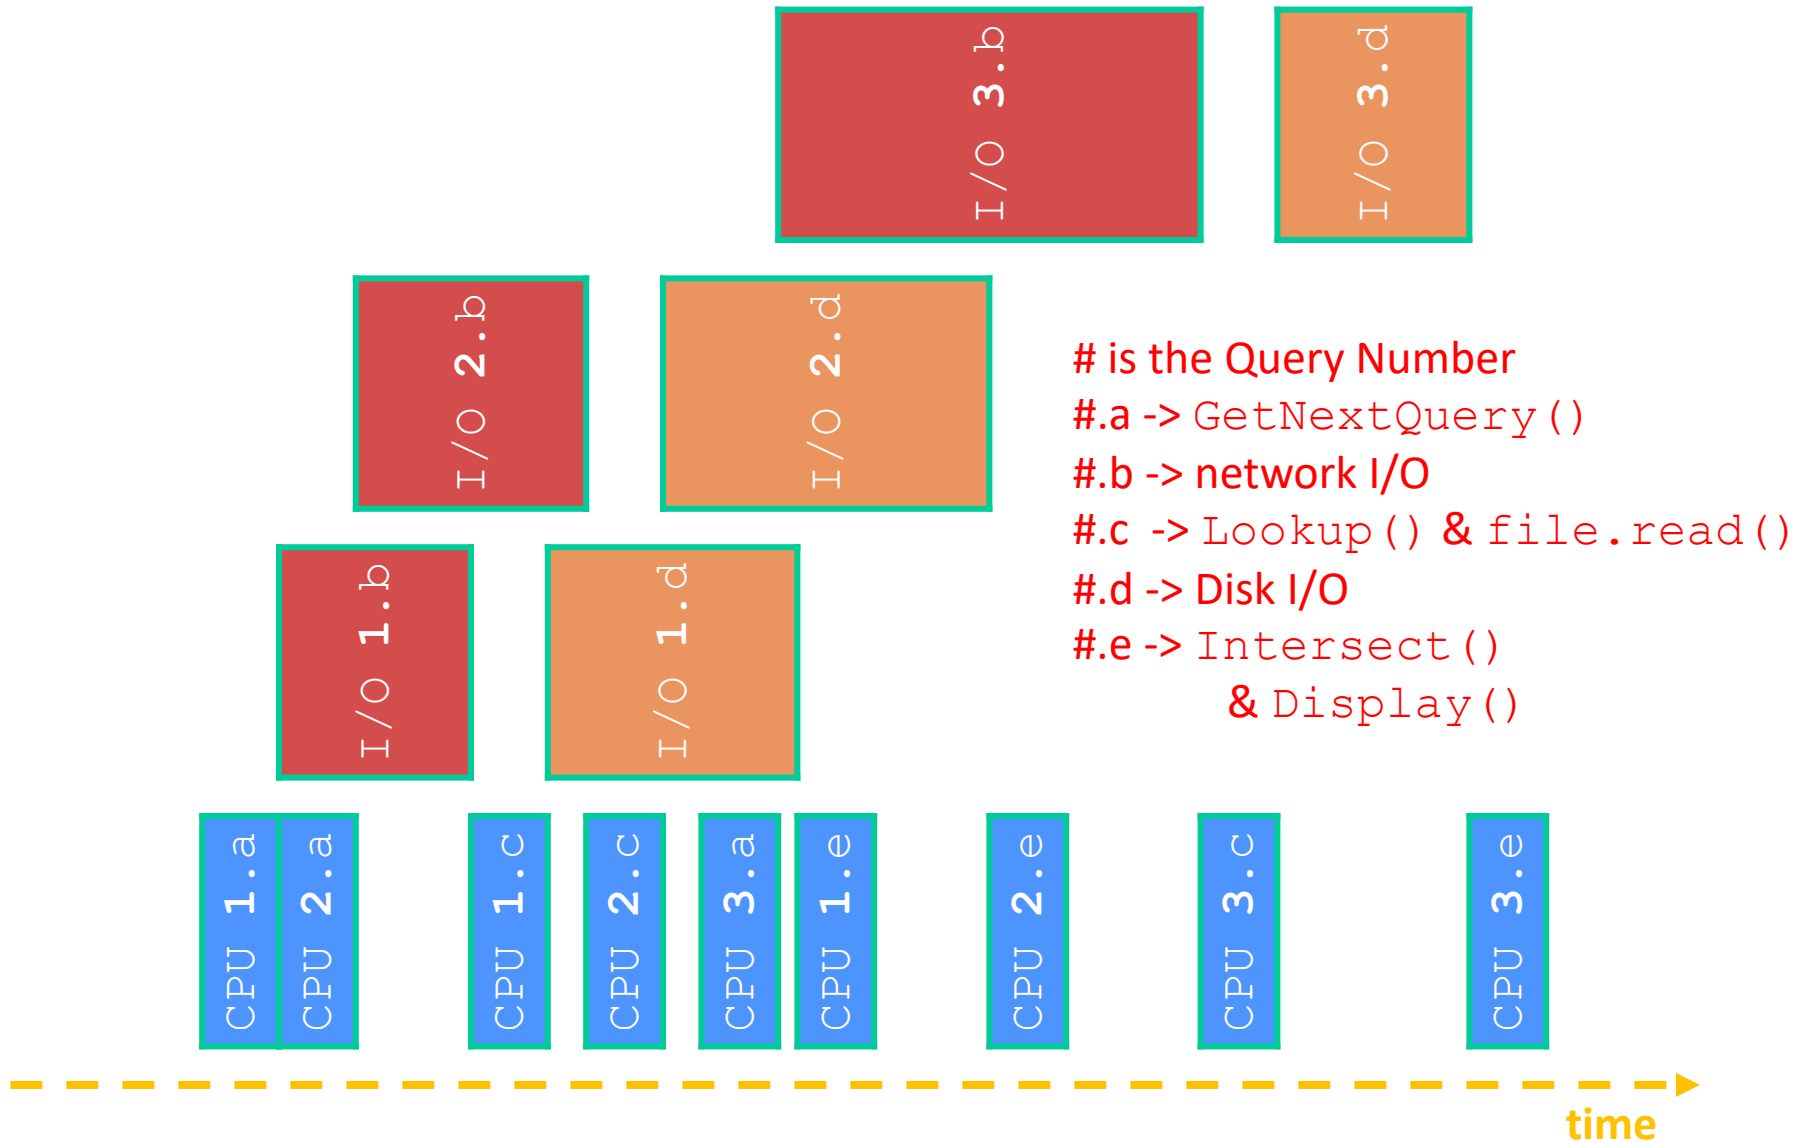 I/O 3.b
I/O 3.d
I/O 2.b
I/O 2.d
# is the Query Number
#.a -> GetNextQuery()
#.b -> network I/O
#.c -> Lookup() & file.read()
#.d -> Disk I/O
#.e -> Intersect()
& Display()
I/O 1.b
I/O 1.d
CPU 1.a
CPU 2.a
CPU 1.c
CPU 2.c
CPU 3.a
CPU 1.e
CPU 2.e
CPU 3.c
CPU 3.e
time